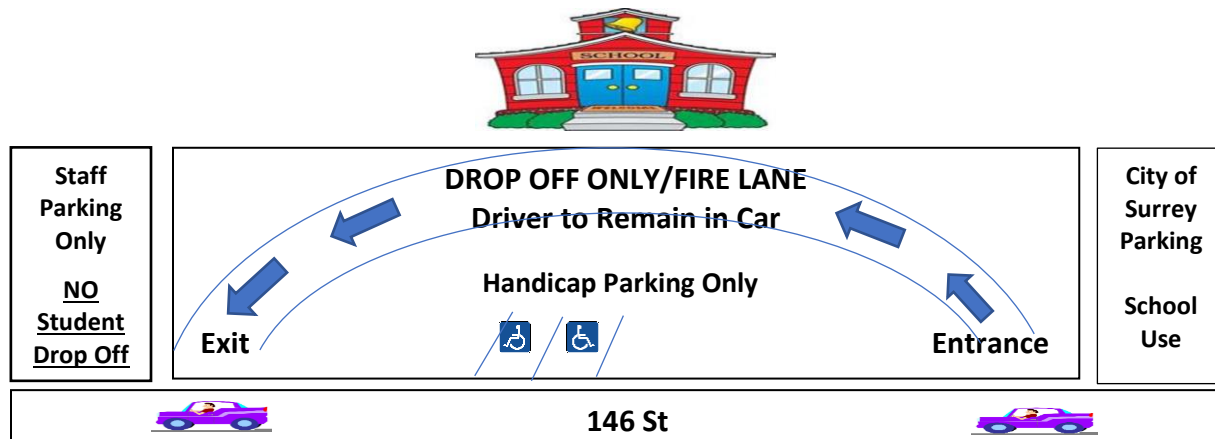 SCHOOL
Staff
Parking
Only
NO
Student
Drop Off
DROP OFF ONLY/FIRE LANE
Driver to Remain in Car
Handicap Parking Only
Exit
Entrance
City of
Surrey
Parking
School
Use
146 St